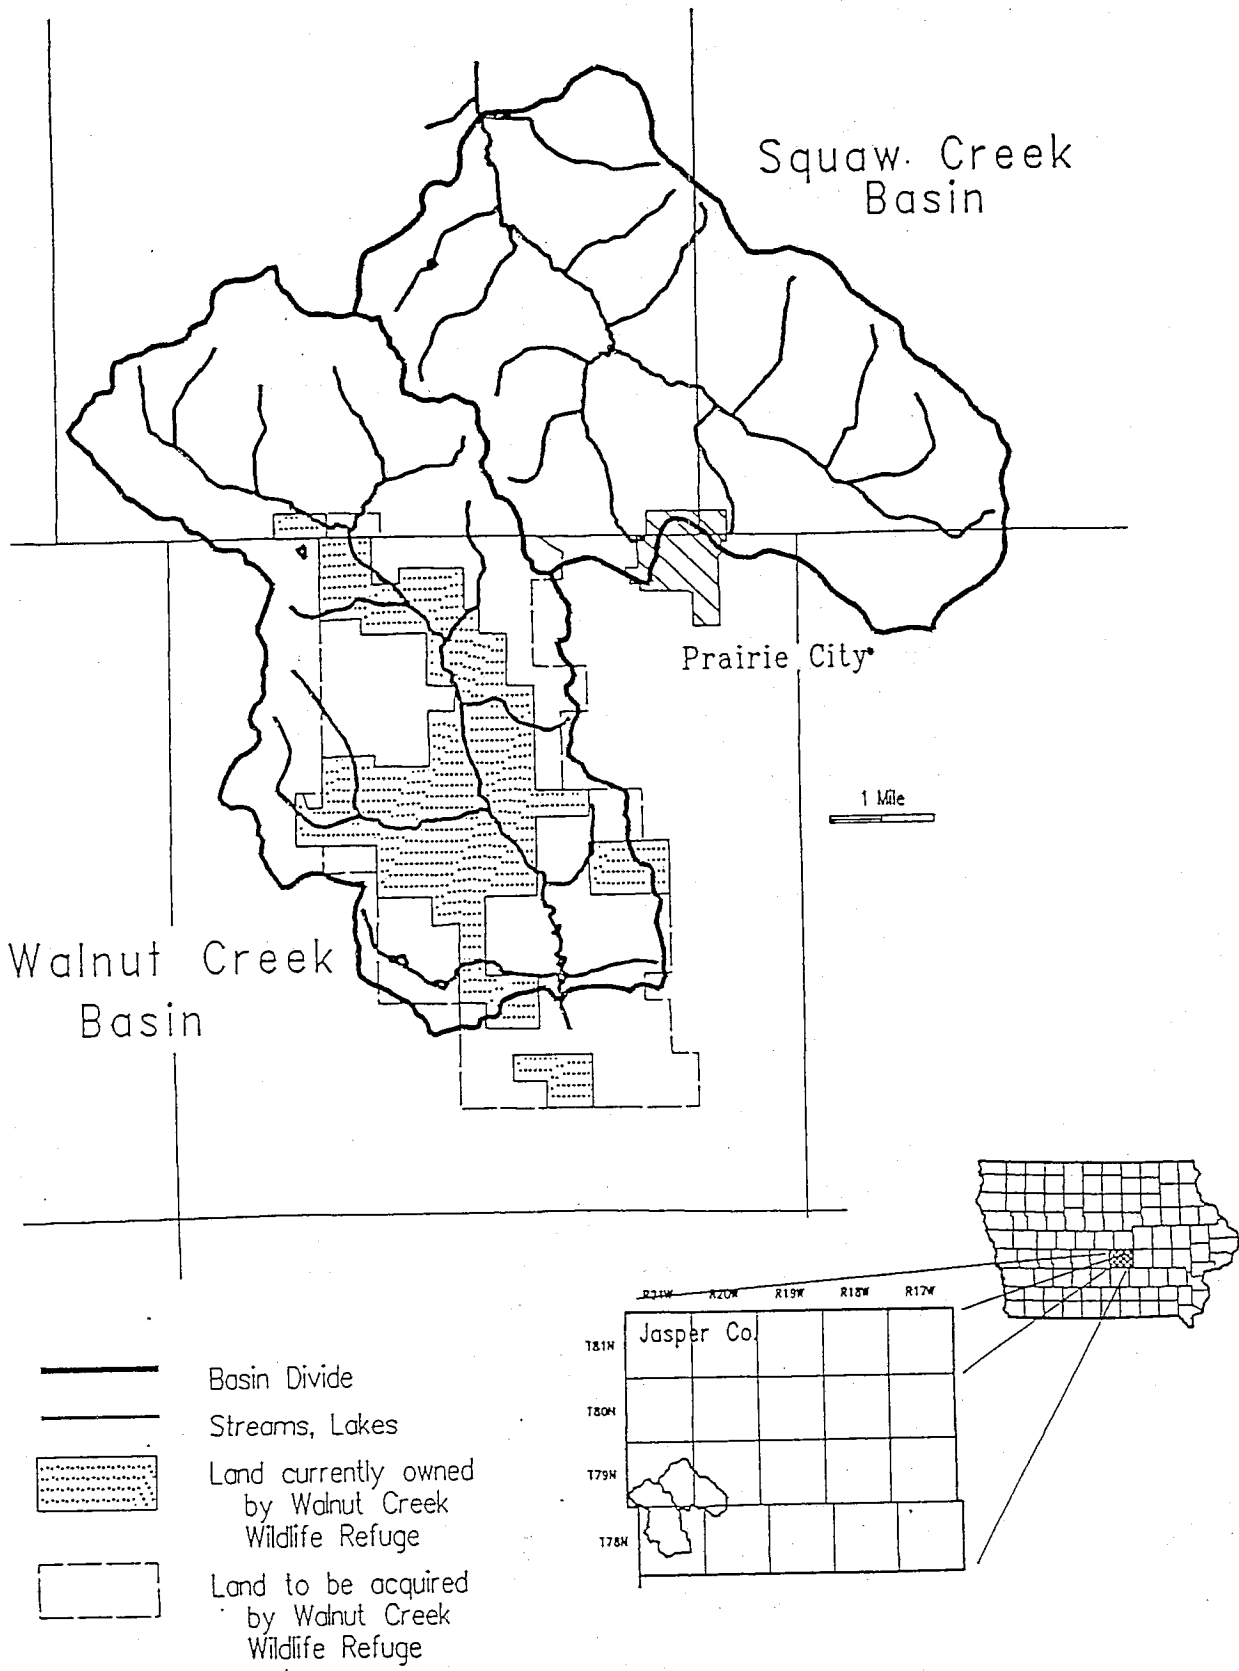 Squaw. Creek
Basin
Prairie City
1 Mile
Walnut Creek
Basin
R21W R20W R19W R18W R17W
Jasper Co.
T81N
T80N
T79N
T78N
Basin Divide
Streams, Lakes
Land currently owned
by Walnut Creek
Wildlife Refuge
Land to be acquired
by Walnut Creek
Wildlife Refuge